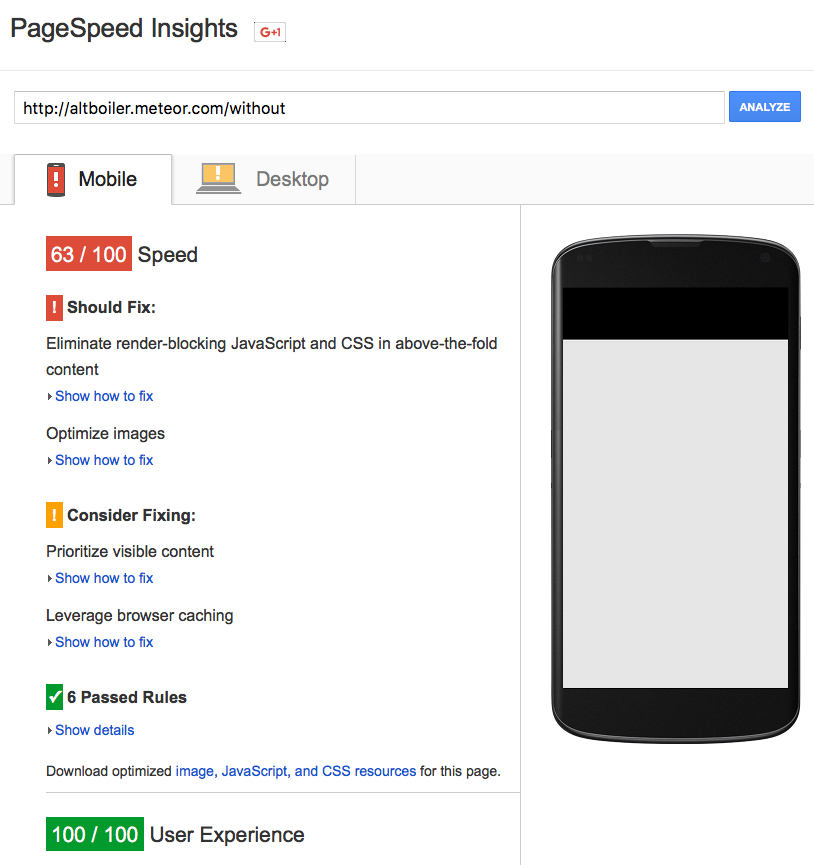 PageSpeed Insights G+1
http://altboiler.meteor.com/without ANALYZE
! Mobile ! Desktop
63 / 100 Speed
! Should Fix:
Eliminate render-blocking JavaScript and CSS in above-the-fold
content
Show how to fix
Optimize images
Show how to fix
! Consider Fixing:
Prioritize visible content
Show how to fix
Leverage browser caching
Show how to fix
6 Passed Rules
Show details
Download optimized image, JavaScript, and CSS resources for this page.
100 / 100 User Experience